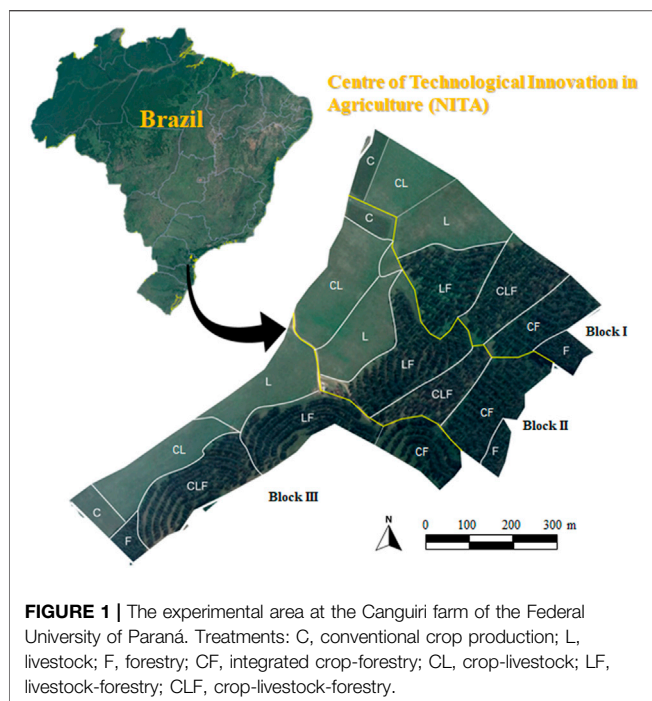 Brazil
Centre of Technological Innovation in
Agriculture (NITA)
C
CL
C
L
CL
LF
CLF
L
CF
LF
F
Block I
L
CLF
CF
LF
Block II
CL
CF
F
CLF
Block III
C
F
N
0 100 200 300 m
FIGURE 1 | The experimental area at the Canguiri farm of the Federal
University of Paraná. Treatments: C, conventional crop production; L,
livestock; F, forestry; CF, integrated crop-forestry; CL, crop-livestock; LF,
livestock-forestry; CLF, crop-livestock-forestry.